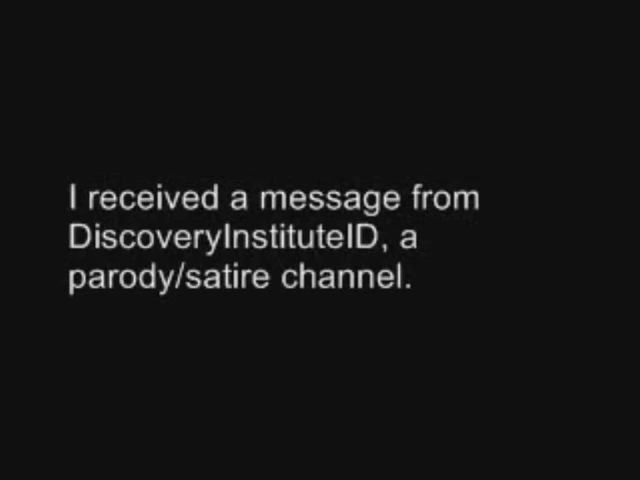 I received a message from
DiscoveryInstituteID, a
parody/satire channel.